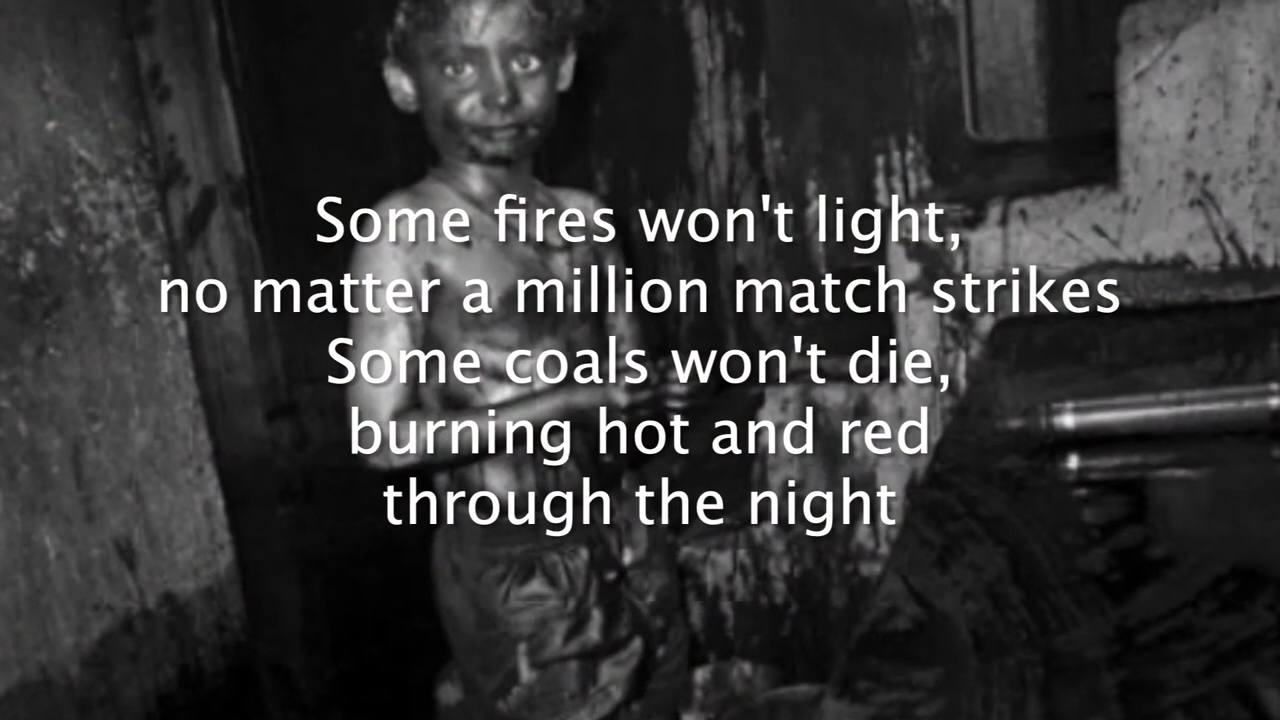 Some fires won't light,
no matter a million match strikes
Some coals won't die,
burning hot and red
through the night